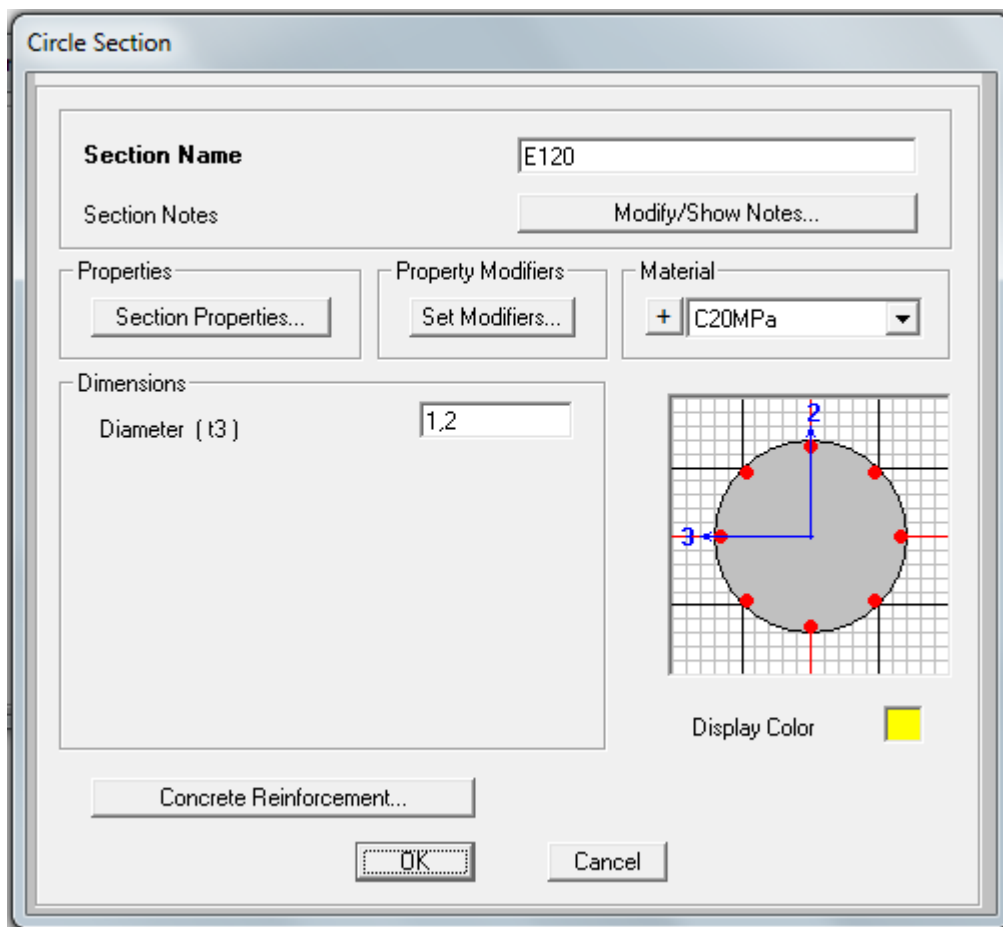 Circle Section
Section Name
E120
Section Notes
Modify/Show Notes...
Properties
Section Properties...
Property Modifiers
Set Modifiers...
Material
+
C20MPa
Dimensions
Diameter ( t3 )
1,2
2
3
Display Color
Concrete Reinforcement...
OK
Cancel